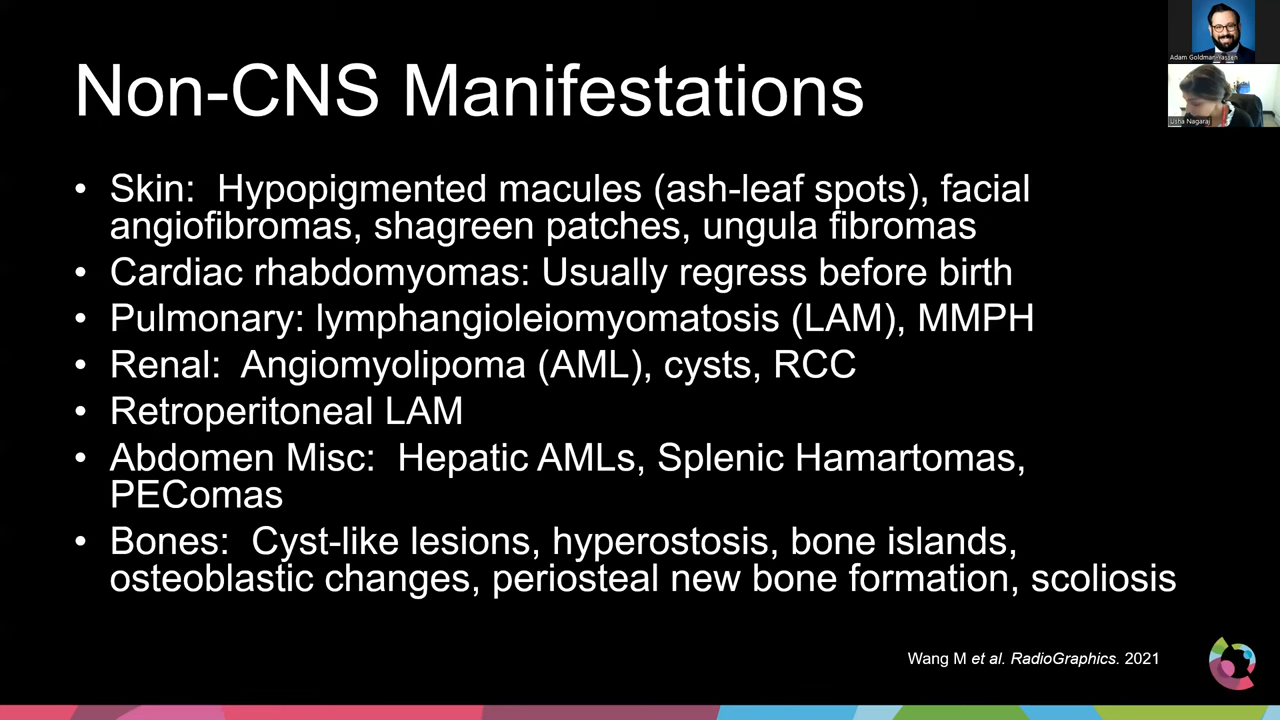 Non-CNS Manifestations
Adam Goldman-Yassen
Usha Nagaraj
• Skin: Hypopigmented macules (ash-leaf spots), facial
angiofibromas, shagreen patches, ungula fibromas
• Cardiac rhabdomyomas: Usually regress before birth
• Pulmonary: lymphangioleiomyomatosis (LAM), MMPH
• Renal: Angiomyolipoma (AML), cysts, RCC
• Retroperitoneal LAM
• Abdomen Misc: Hepatic AMLs, Splenic Hamartomas,
PEComas
• Bones: Cyst-like lesions, hyperostosis, bone islands,
osteoblastic changes, periosteal new bone formation, scoliosis
Wang M et al. RadioGraphics. 2021